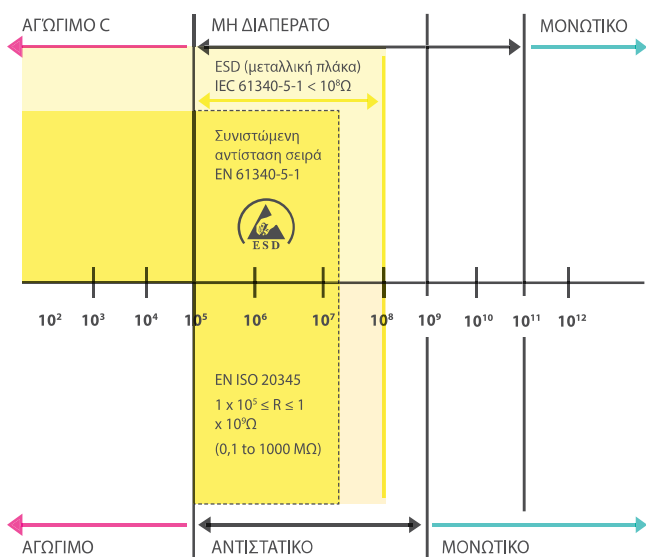 ΑΓΏΓΙΜΟ C
ΜΗ ΔΙΑΠΕΡΑΤΟ
ΜΟΝΩΤΙΚΟ
ESD (μεταλλική πλάκα)
IEC 61340-5-1 < 10⁸Ω
Συνιστώμενη
αντίσταση σειρά
EN 61340-5-1
ESD
10² 10³ 10⁴ 10⁵ 10⁶ 10⁷ 10⁸ 10⁹ 10¹⁰ 10¹¹ 10¹²
EN ISO 20345
1 x 10⁵ ≤ R ≤ 1
x 10⁹Ω
(0,1 to 1000 MΩ)
ΑΓΩΓΙΜΟ
ΑΝΤΙΣΤΑΤΙΚΟ
ΜΟΝΩΤΙΚΟ